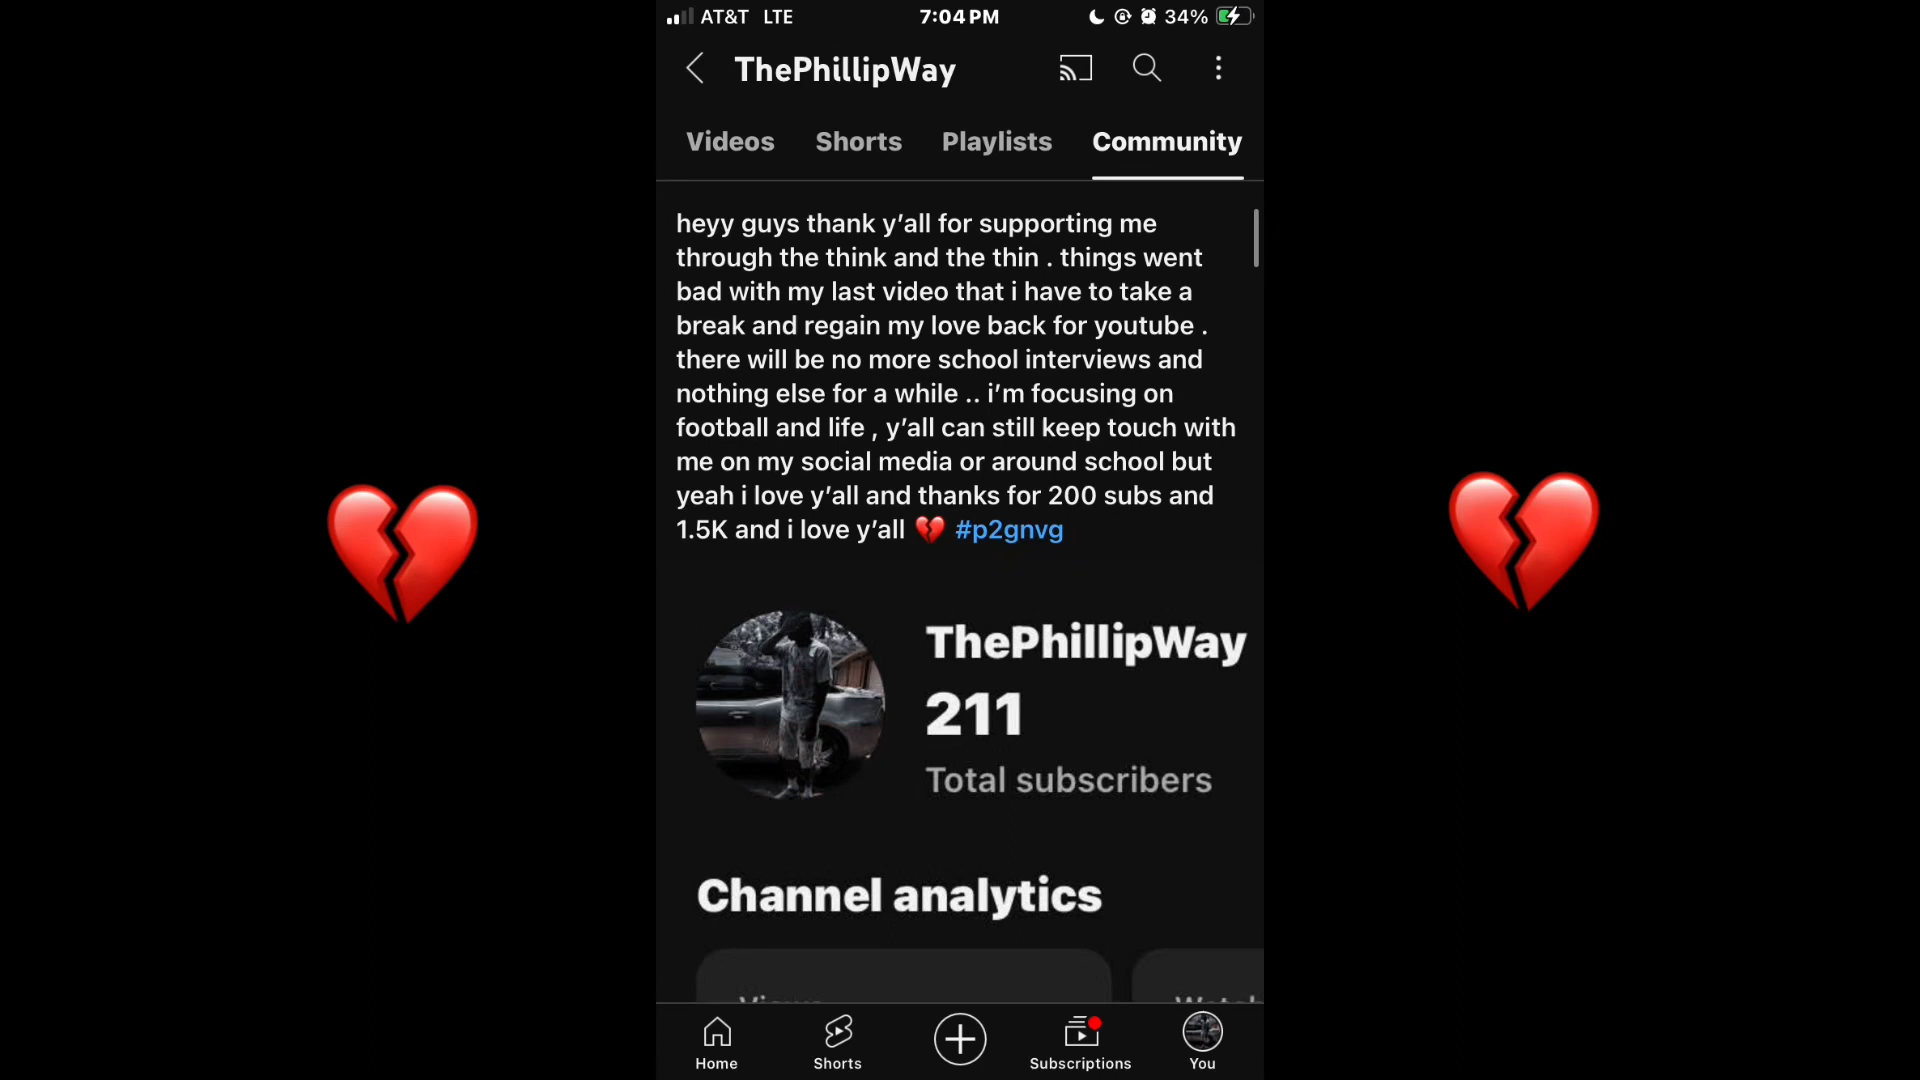 AT&T LTE 7:04 PM 34%
ThePhillipWay
Videos Shorts Playlists Community
heyy guys thank y’all for supporting me
through the think and the thin . things went
bad with my last video that i have to take a
break and regain my love back for youtube .
there will be no more school interviews and
nothing else for a while .. i’m focusing on
football and life , y’all can still keep touch with
me on my social media or around school but
yeah i love y’all and thanks for 200 subs and
1.5K and i love y’all 💔 #p2gnvg
ThePhillipWay
211
Total subscribers
Channel analytics
Views
Home Shorts Subscriptions You